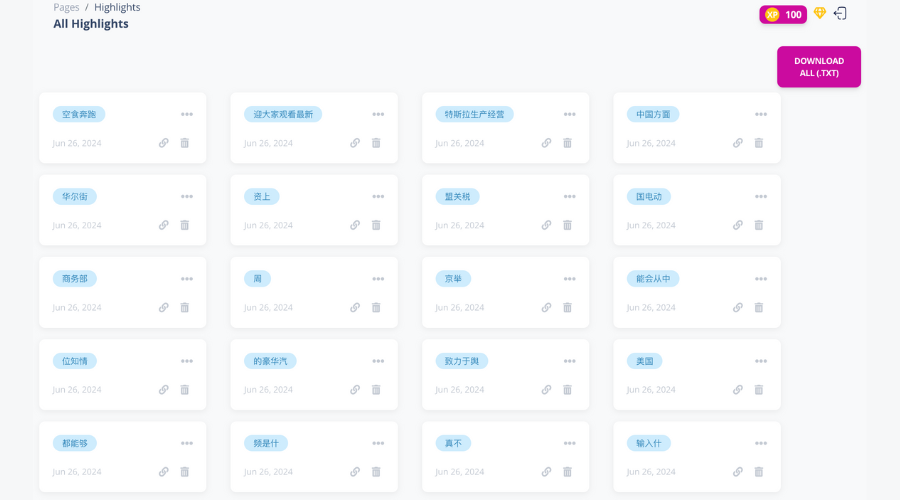 Pages / Highlights
All Highlights
XP 100
DOWNLOAD
ALL (.TXT)
空食奔跑
迎大家观看最新
特斯拉生产经营
中国方面
Jun 26, 2024
Jun 26, 2024
Jun 26, 2024
Jun 26, 2024
华尔街
资上
盟关税
国电动
Jun 26, 2024
Jun 26, 2024
Jun 26, 2024
Jun 26, 2024
商务部
周
京举
能会从中
Jun 26, 2024
Jun 26, 2024
Jun 26, 2024
Jun 26, 2024
位知情
的豪华汽
致力于舆
美国
Jun 26, 2024
Jun 26, 2024
Jun 26, 2024
Jun 26, 2024
都能够
频是什
真不
输入什
Jun 26, 2024
Jun 26, 2024
Jun 26, 2024
Jun 26, 2024